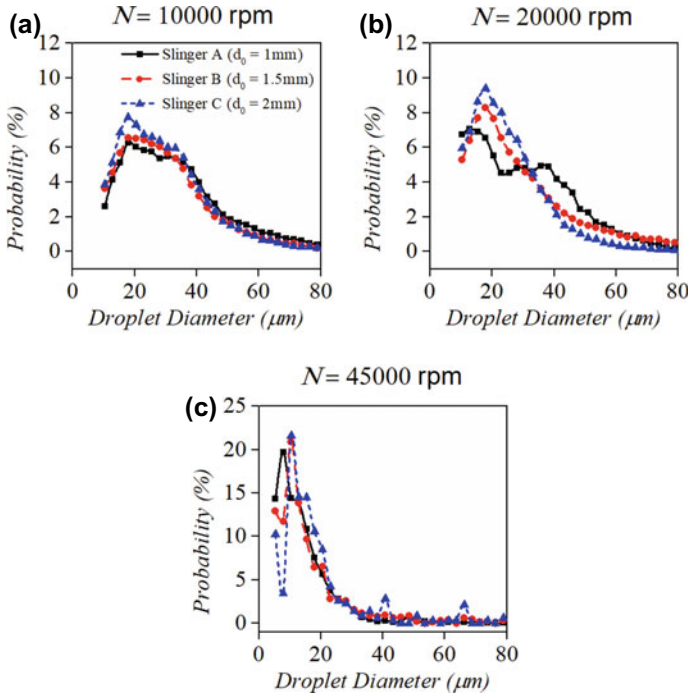 N = 10000 rpm
(a)
12
10
8
6
4
2
0
Probability (%)
Slinger A (d₀ = 1mm)
Slinger B (d₀ = 1.5mm)
Slinger C (d₀ = 2mm)
0 20 40 60 80
Droplet Diameter (μm)
N = 20000 rpm
(b)
12
10
8
6
4
2
0
Probability (%)
0 20 40 60 80
Droplet Diameter (μm)
N = 45000 rpm
(c)
25
20
15
10
5
0
Probability (%)
0 20 40 60 80
Droplet Diameter (μm)